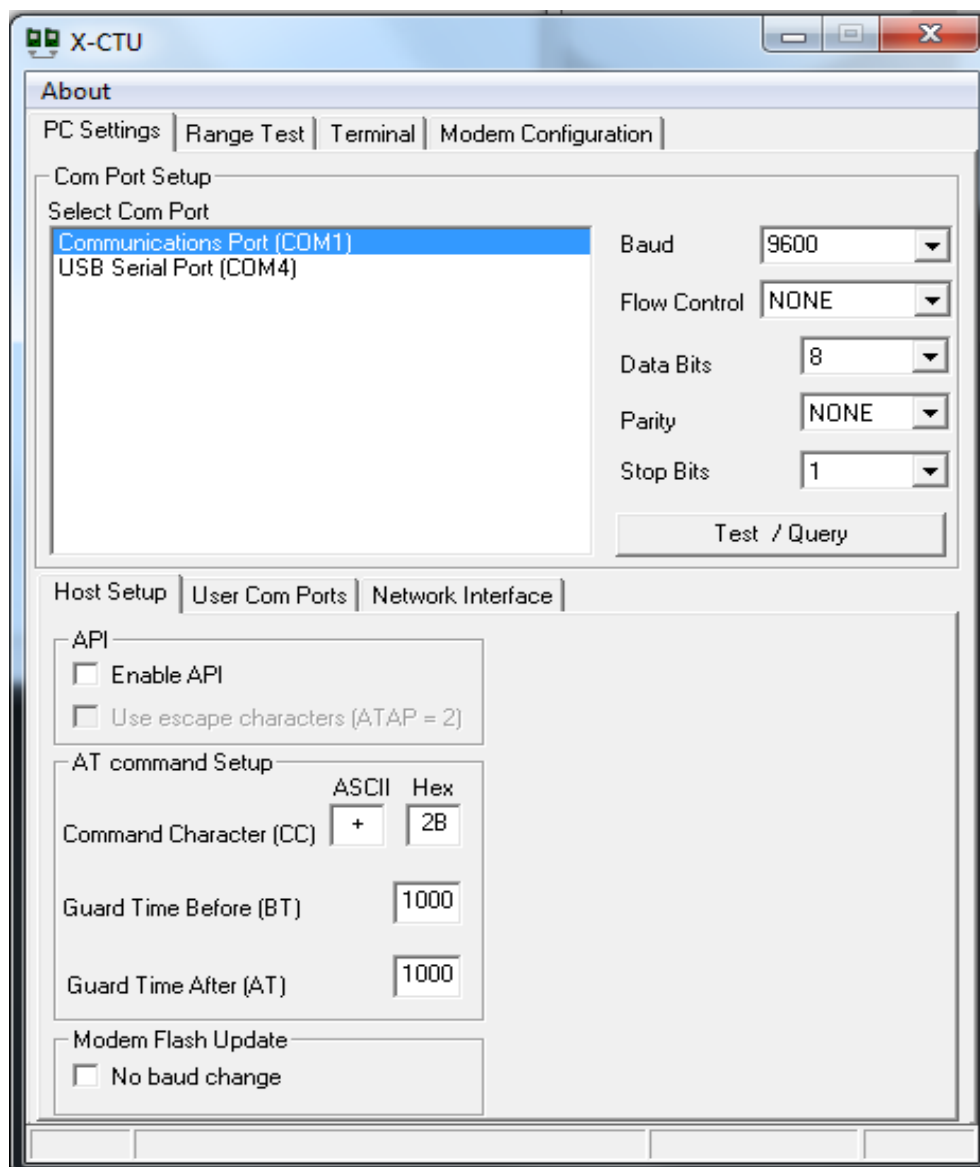 X-CTU
About
PC Settings Range Test Terminal Modem Configuration
Com Port Setup
Select Com Port
Communications Port (COM1)
USB Serial Port (COM4)
Baud 9600
Flow Control NONE
Data Bits 8
Parity NONE
Stop Bits 1
Test / Query
Host Setup User Com Ports Network Interface
API
Enable API
Use escape characters (ATAP = 2)
AT command Setup
ASCII Hex
Command Character (CC) + 2B
Guard Time Before (BT) 1000
Guard Time After (AT) 1000
Modem Flash Update
No baud change